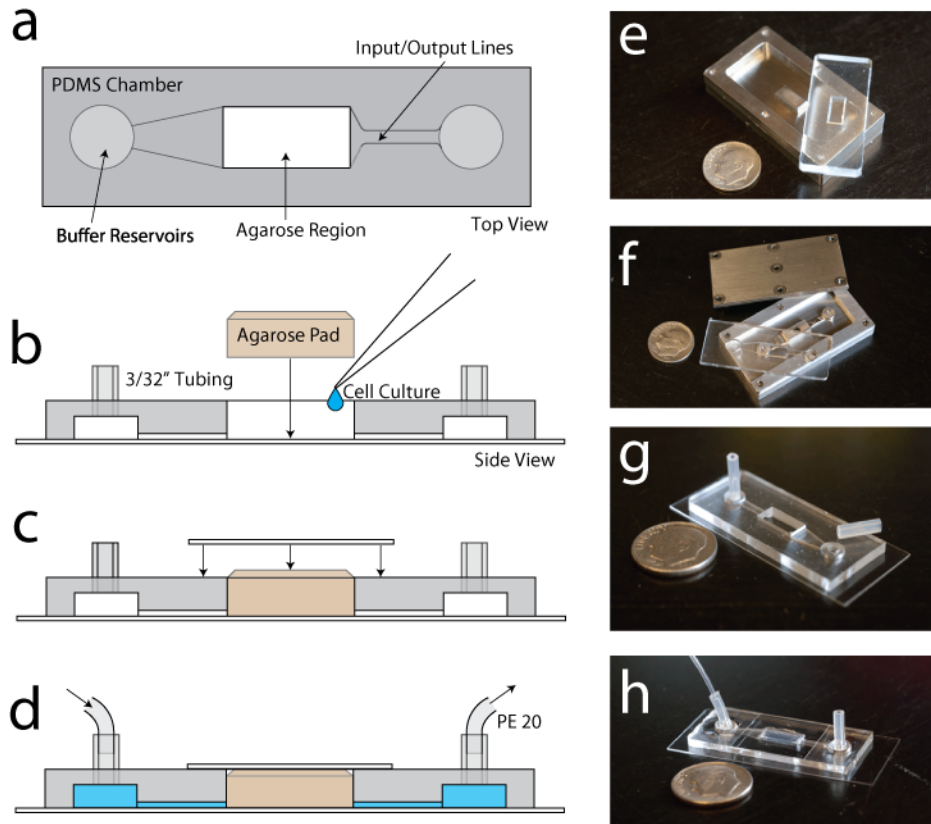 a
Input/Output Lines
PDMS Chamber
Buffer Reservoirs
Agarose Region
Top View
b
Agarose Pad
3/32” Tubing
Cell Culture
Side View
c
d
PE 20
e
f
g
h